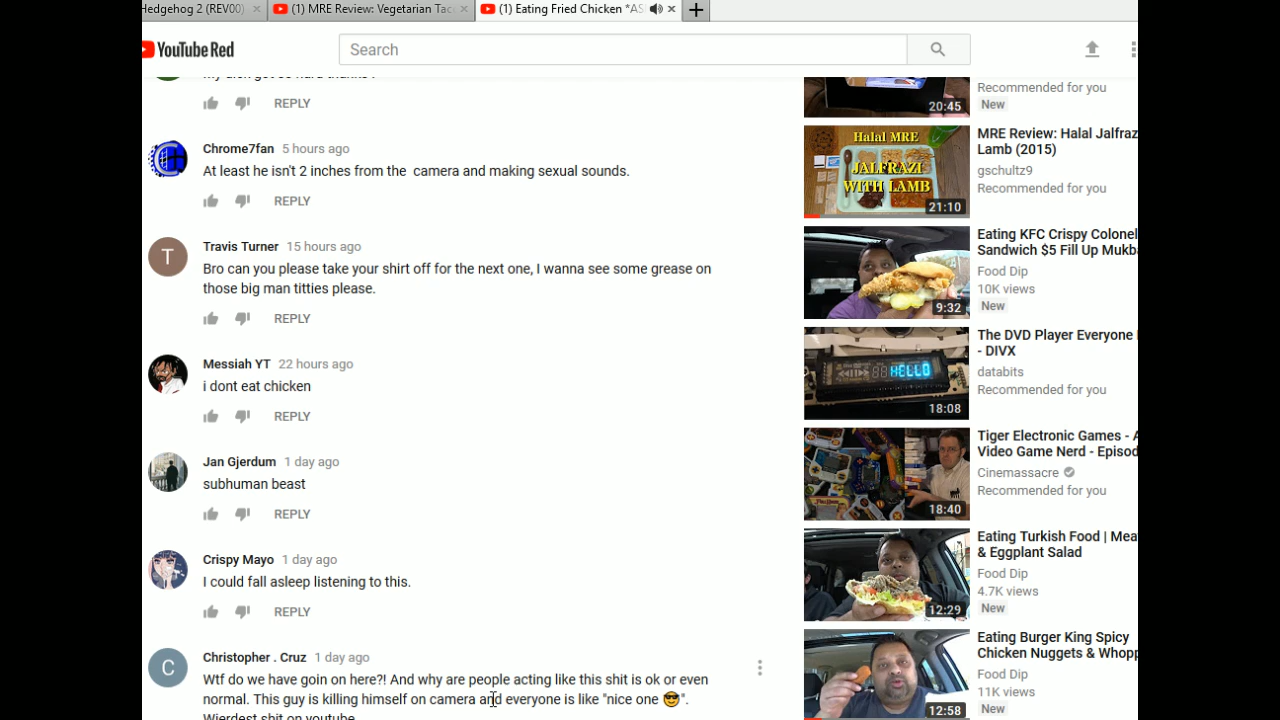 Hedgehog 2 (REV00)
(1) MRE Review: Vegetarian Tac
(1) Eating Fried Chicken *AS
YouTube Red
Search
REPLY
Chrome7fan 5 hours ago
At least he isn't 2 inches from the camera and making sexual sounds.
REPLY
Travis Turner 15 hours ago
Bro can you please take your shirt off for the next one, I wanna see some grease on
those big man titties please.
REPLY
Messiah YT 22 hours ago
i dont eat chicken
REPLY
Jan Gjerdum 1 day ago
subhuman beast
REPLY
Crispy Mayo 1 day ago
I could fall asleep listening to this.
REPLY
C
Christopher . Cruz 1 day ago
Wtf do we have goin on here?! And why are people acting like this shit is ok or even
normal. This guy is killing himself on camera and everyone is like "nice one 😎".
Wierdest shit on youtube
T
20:45
Recommended for you
New
Halal MRE
JALFRAZI
WITH LAMB
21:10
MRE Review: Halal Jalfraz
Lamb (2015)
gschultz9
Recommended for you
9:32
Eating KFC Crispy Colonel
Sandwich $5 Fill Up Mukb
Food Dip
10K views
New
HELLO
18:08
The DVD Player Everyone
- DIVX
databits
Recommended for you
18:40
Tiger Electronic Games - A
Video Game Nerd - Episod
Cinemassacre
Recommended for you
12:29
Eating Turkish Food | Mea
& Eggplant Salad
Food Dip
4.7K views
New
12:58
Eating Burger King Spicy
Chicken Nuggets & Whopp
Food Dip
11K views
New